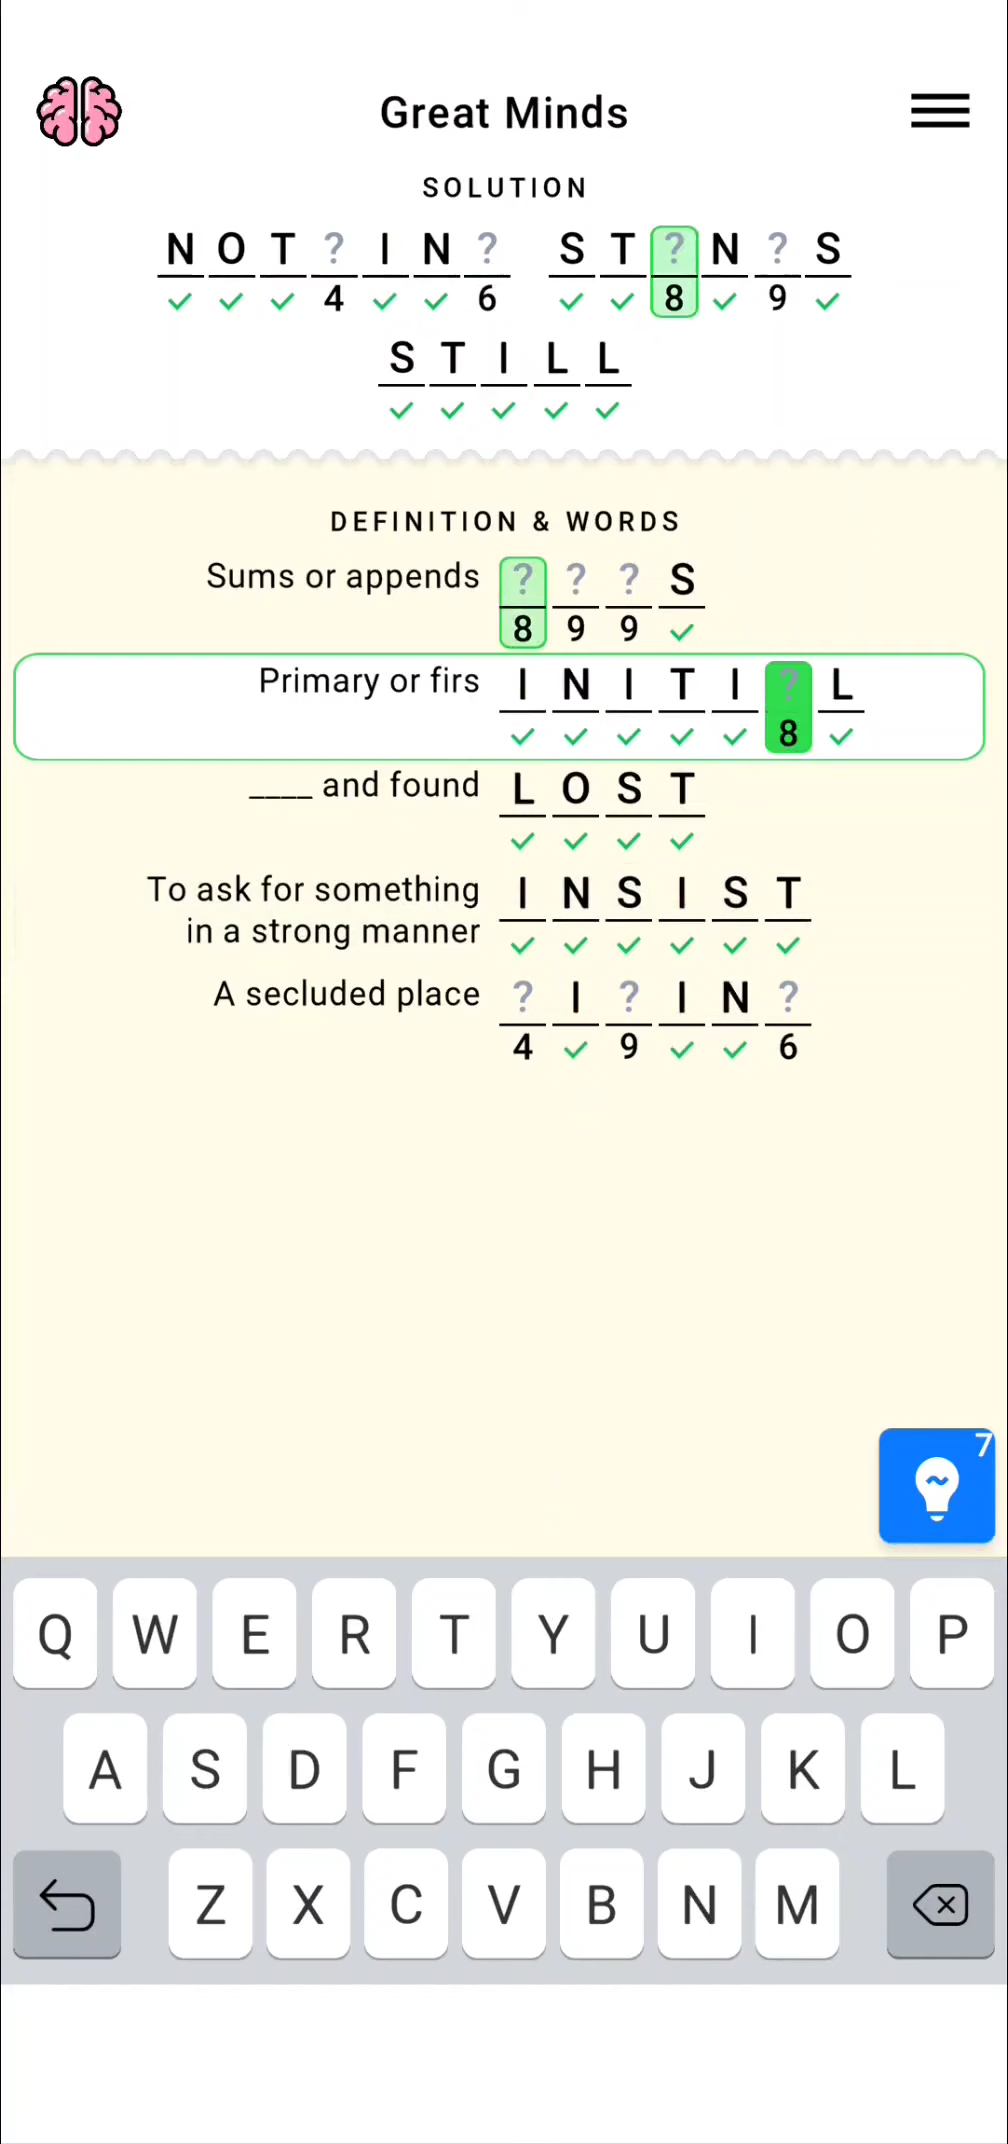 Great Minds
SOLUTION
N O T ? I N ? S T ? N ? S
4 6 8 9
S T I L L
DEFINITION & WORDS
Sums or appends ? ? ? S
8 9 9
Primary or firs I N I T I ? L
8
____ and found L O S T
To ask for something I N S I S T
in a strong manner
A secluded place ? I ? I N ?
4 9 6
7
Q W E R T Y U I O P
A S D F G H J K L
Z X C V B N M